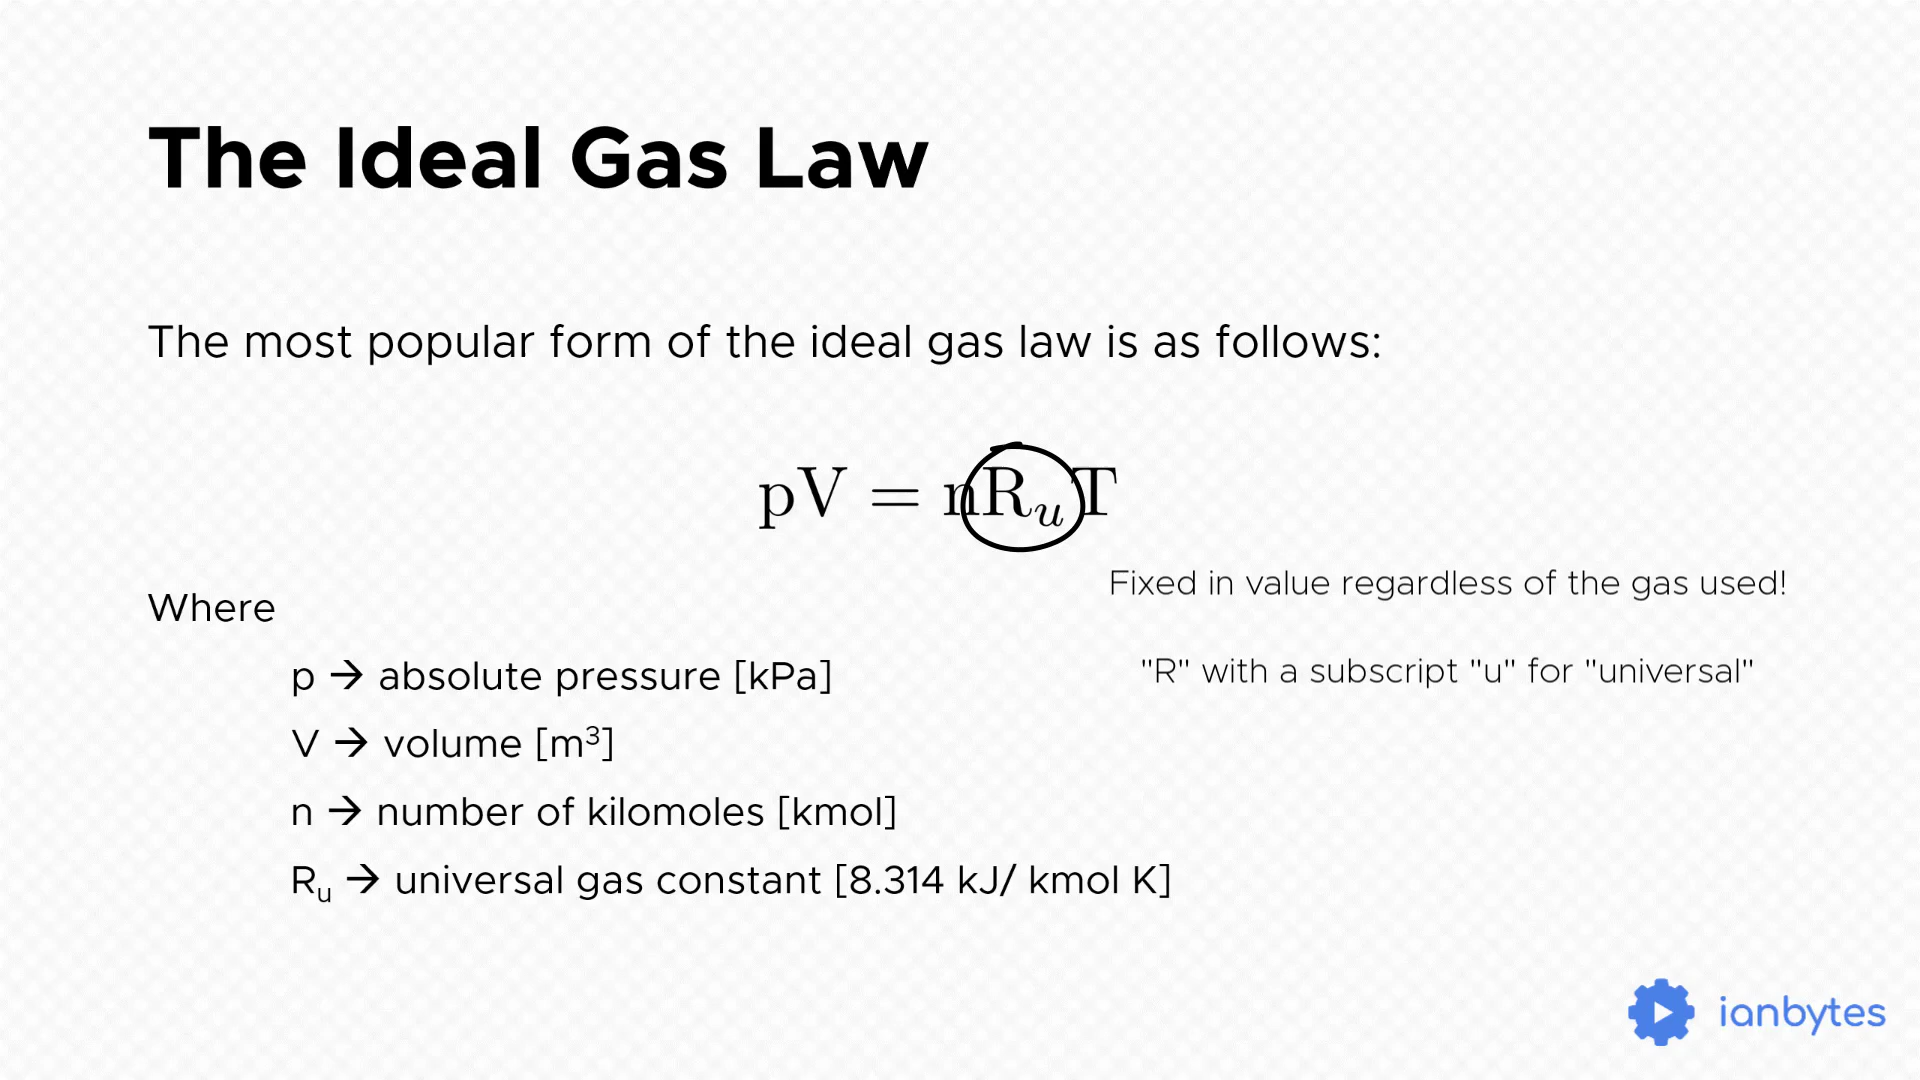 The Ideal Gas Law
The most popular form of the ideal gas law is as follows:
pV = nRᵤT
Fixed in value regardless of the gas used!
Where
"R" with a subscript "u" for "universal"
p → absolute pressure [kPa]
V → volume [m³]
n → number of kilomoles [kmol]
Rᵤ → universal gas constant [8.314 kJ/ kmol K]
ianbytes